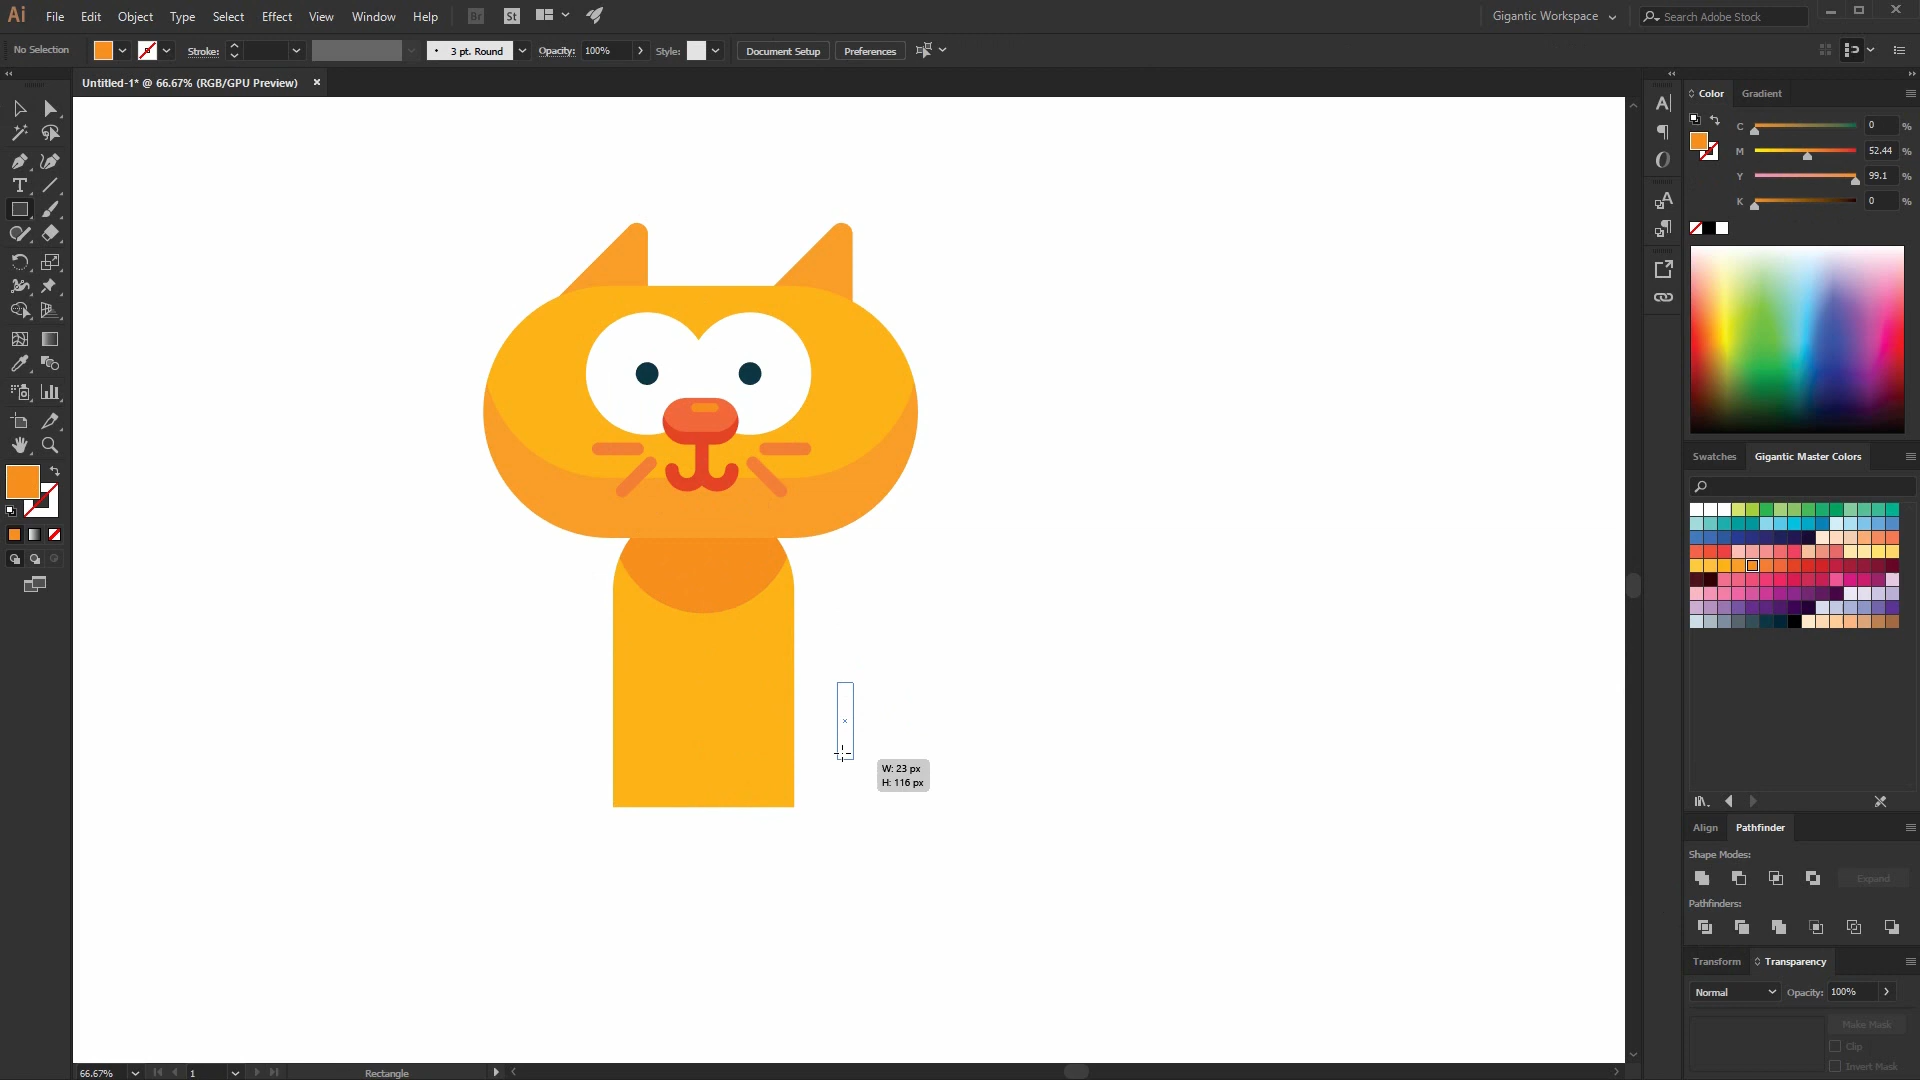 Ai File Edit Object Type Select Effect View Window Help Br St Gigantic Workspace Search Adobe Stock
No Selection Stroke: 3 pt. Round Opacity: 100% Style: Document Setup Preferences
Untitled-1* @ 66.67% (RGB/GPU Preview) ×
Color Gradient
C 0 %
M 52.44 %
Y 99.1 %
K 0 %
Swatches Gigantic Master Colors
W: 23 px
H: 116 px
Align Pathfinder
Shape Modes:
Expand
Pathfinders:
Transform Transparency
Normal Opacity: 100%
Make Mask
Clip
Invert Mask
66.67% 1 Rectangle